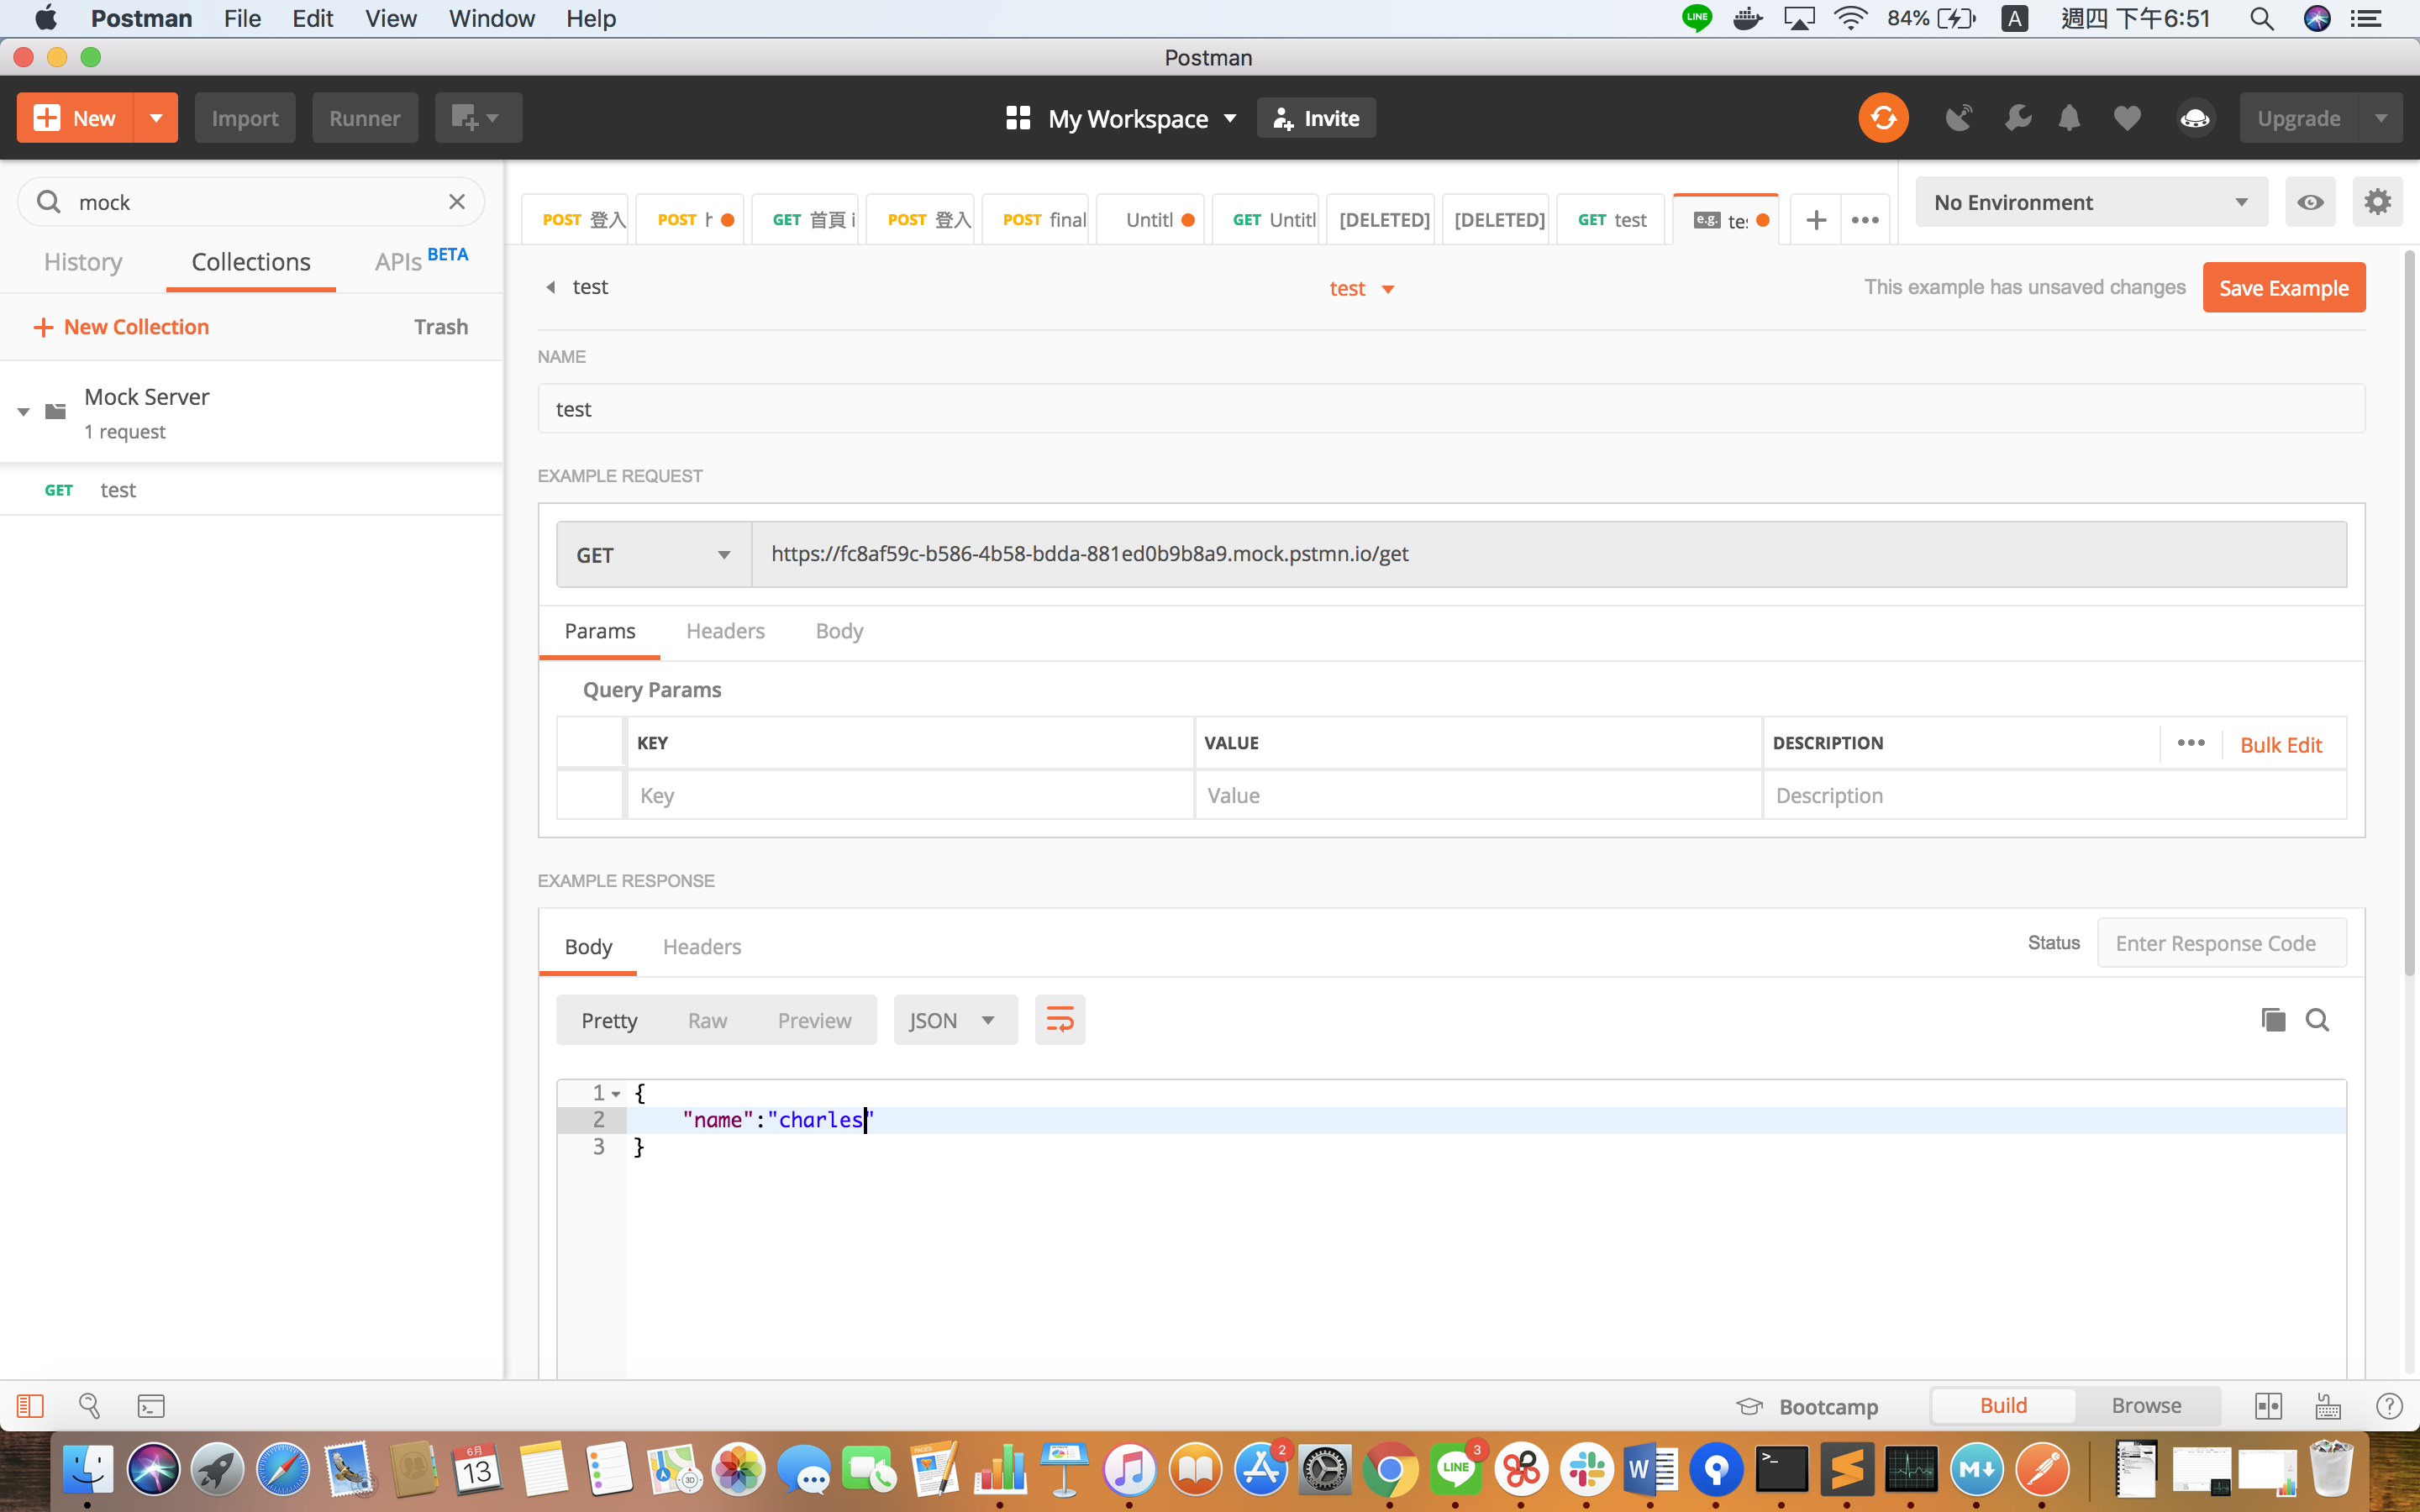 Postman File Edit View Window Help
LINE 84% A 週四 下午6:51
Postman
New Import Runner My Workspace Invite Upgrade
mock
History Collections APIs BETA
New Collection Trash
Mock Server
1 request
GET test
POST 登入 POST GET 首頁 i POST 登入 POST final Untitl GET Untitl [DELETED] [DELETED] GET test e.g. te
No Environment
test test This example has unsaved changes Save Example
NAME
test
EXAMPLE REQUEST
GET https://fc8af59c-b586-4b58-bdda-881ed0b9b8a9.mock.pstmn.io/get
Params Headers Body
Query Params
KEY VALUE DESCRIPTION Bulk Edit
Key Value Description
EXAMPLE RESPONSE
Body Headers Status Enter Response Code
Pretty Raw Preview JSON
1 {
2 "name":"charles"
3 }
Bootcamp Build Browse
6月
13
3D
PAGES
2
LINE
3
W
>_
M